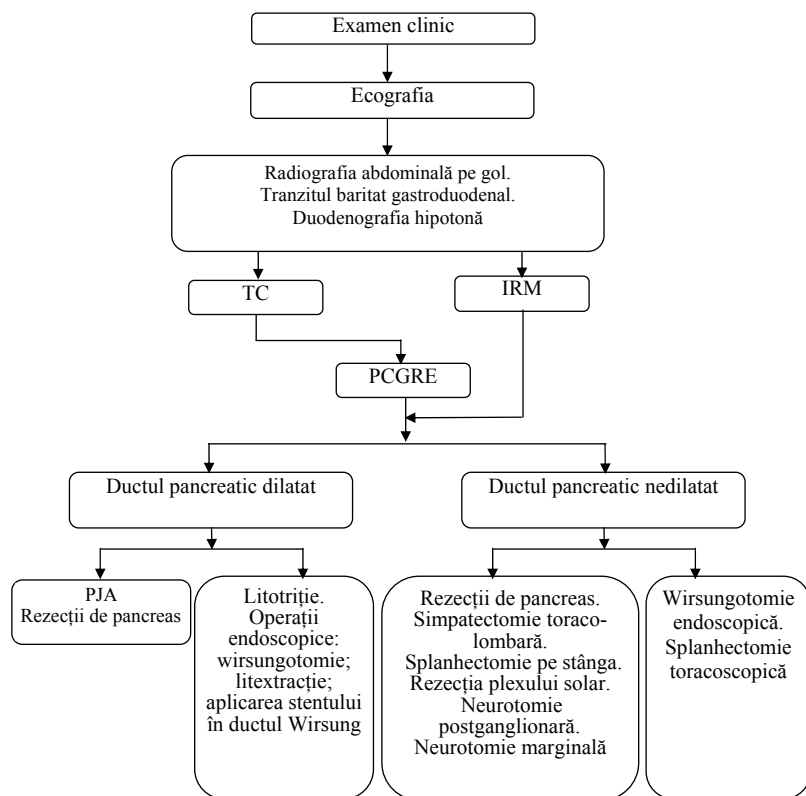 Examen clinic
Ecografia
Radiografia abdominală pe gol.
Tranzitul baritat gastroduodenal.
Duodenografia hipotonă
TC
IRM
PCGRE
Ductul pancreatic dilatat
Ductul pancreatic nedilatat
PJA
Rezecții de pancreas
Litotriție.
Operații
endoscopice:
wirsungotomie;
litextracție;
aplicarea stentului
în ductul Wirsung
Rezecții de pancreas.
Simpatectomie toraco-
lombară.
Splanhectomie pe stânga.
Rezecția plexului solar.
Neurotomie
postganglionară.
Neurotomie marginală
Wirsungotomie
endoscopică.
Splanhectomie
toracoscopică